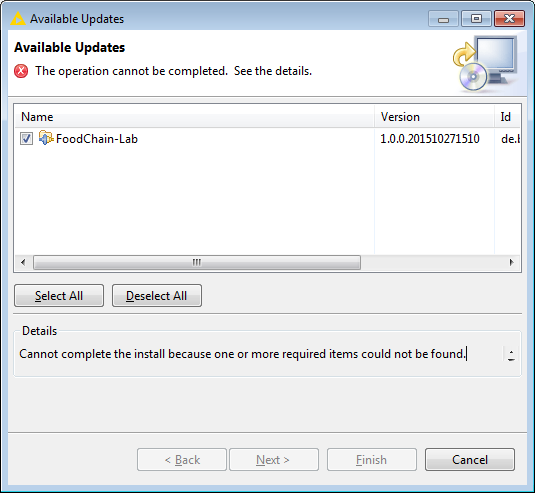 Available Updates
Available Updates
The operation cannot be completed. See the details.
Name Version Id
FoodChain-Lab 1.0.0.201510271510 de.b
Select All Deselect All
Details
Cannot complete the install because one or more required items could not be found.
< Back Next > Finish Cancel